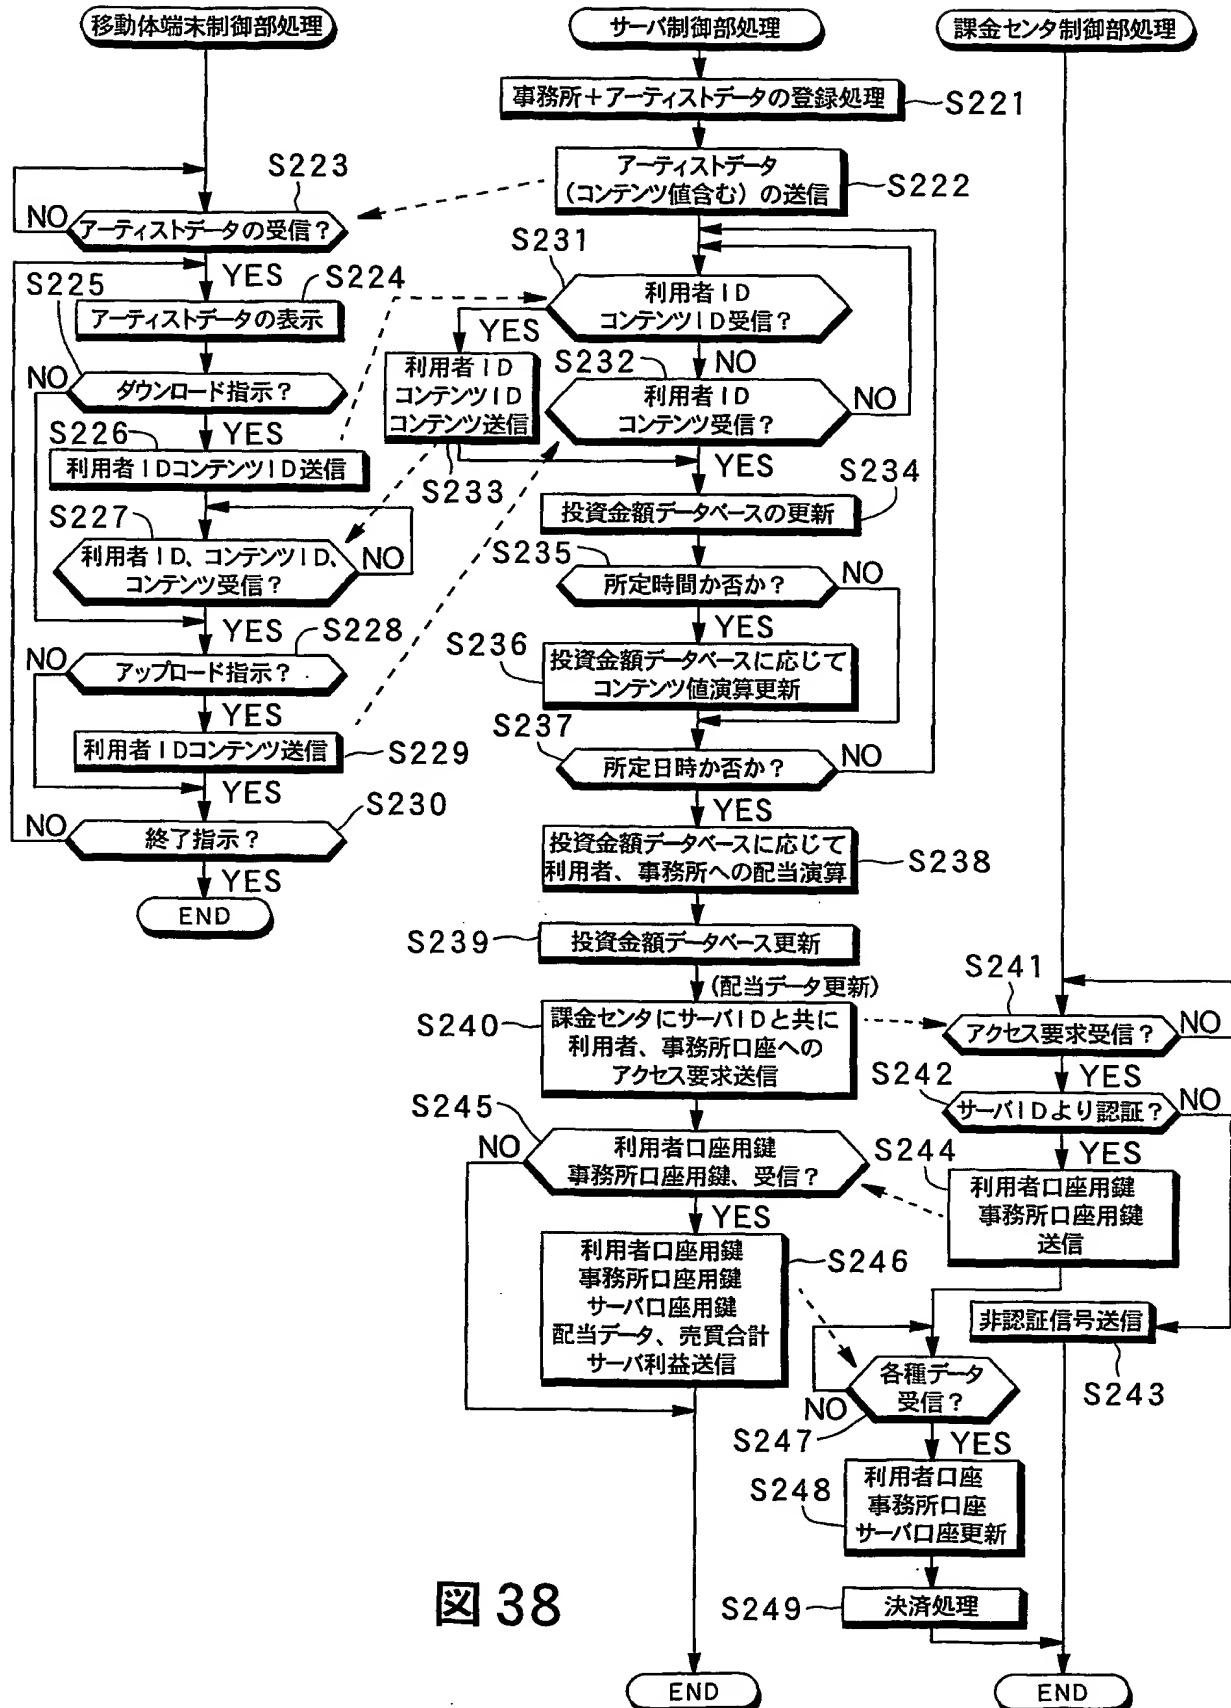 移動体端末制御部処理
S223
アーティストデータの受信?
NO
YES
S224
アーティストデータの表示
S225
ダウンロード指示?
NO
YES
S226
利用者IDコンテンツID送信
S227
利用者ID、コンテンツID、
コンテンツ受信?
NO
YES
S228
アップロード指示?
NO
YES
利用者IDコンテンツ送信
S229
YES
S230
終了指示?
NO
YES
END
サーバ制御部処理
事務所+アーティストデータの登録処理
S221
アーティストデータ
(コンテンツ値含む)の送信
S222
S231
利用者ID
コンテンツID受信?
YES
NO
利用者ID
コンテンツID
コンテンツ送信
S233
S232
利用者ID
コンテンツ受信?
NO
YES
S234
投資金額データベースの更新
S235
所定時間か否か?
NO
YES
S236
投資金額データベースに応じて
コンテンツ値演算更新
S237
所定日時か否か?
NO
YES
投資金額データベースに応じて
利用者、事務所への配当演算
S238
S239
投資金額データベース更新
(配当データ更新)
S240
課金センタにサーバIDと共に
利用者、事務所口座への
アクセス要求送信
S245
利用者口座用鍵
事務所口座用鍵、受信?
NO
YES
利用者口座用鍵
事務所口座用鍵
サーバ口座用鍵
配当データ、売買合計
サーバ利益送信
S246
END
課金センタ制御部処理
S241
アクセス要求受信?
NO
YES
S242
サーバIDより認証?
NO
YES
S244
利用者口座用鍵
事務所口座用鍵
送信
非認証信号送信
S243
各種データ
受信?
NO
S247
YES
S248
利用者口座
事務所口座
サーバ口座更新
S249
決済処理
END
図38